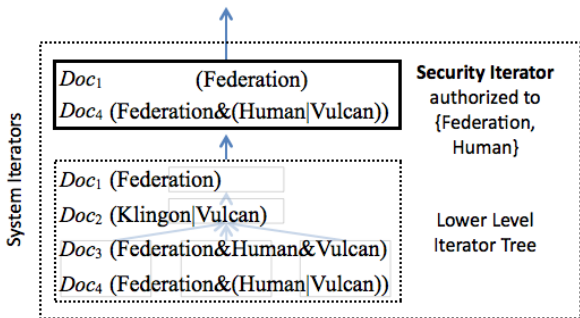 System Iterators
Doc₁ (Federation)
Doc₄ (Federation&(Human|Vulcan))
Security Iterator
authorized to
{Federation,
Human}
Doc₁ (Federation)
Doc₂ (Klingon|Vulcan)
Doc₃ (Federation&Human&Vulcan)
Doc₄ (Federation&(Human|Vulcan))
Lower Level
Iterator Tree